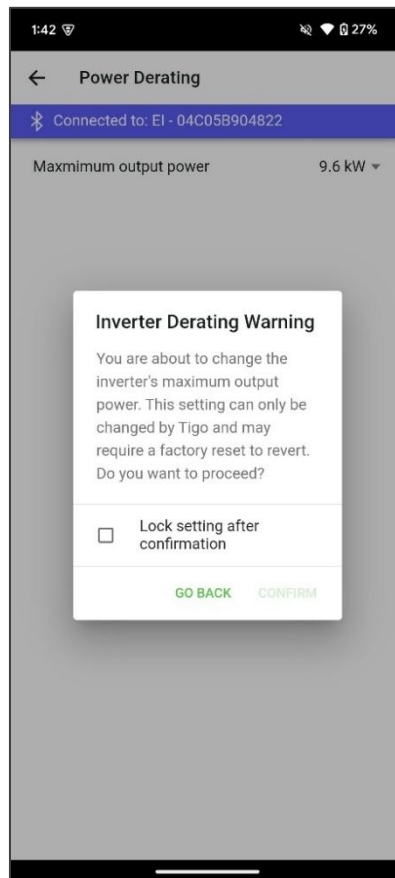 1:42 27%
Power Derating
Connected to: EI - 04C05B904822
Maxmimum output power 9.6 kW
Inverter Derating Warning
You are about to change the
inverter's maximum output
power. This setting can only be
changed by Tigo and may
require a factory reset to revert.
Do you want to proceed?
Lock setting after
confirmation
GO BACK CONFIRM